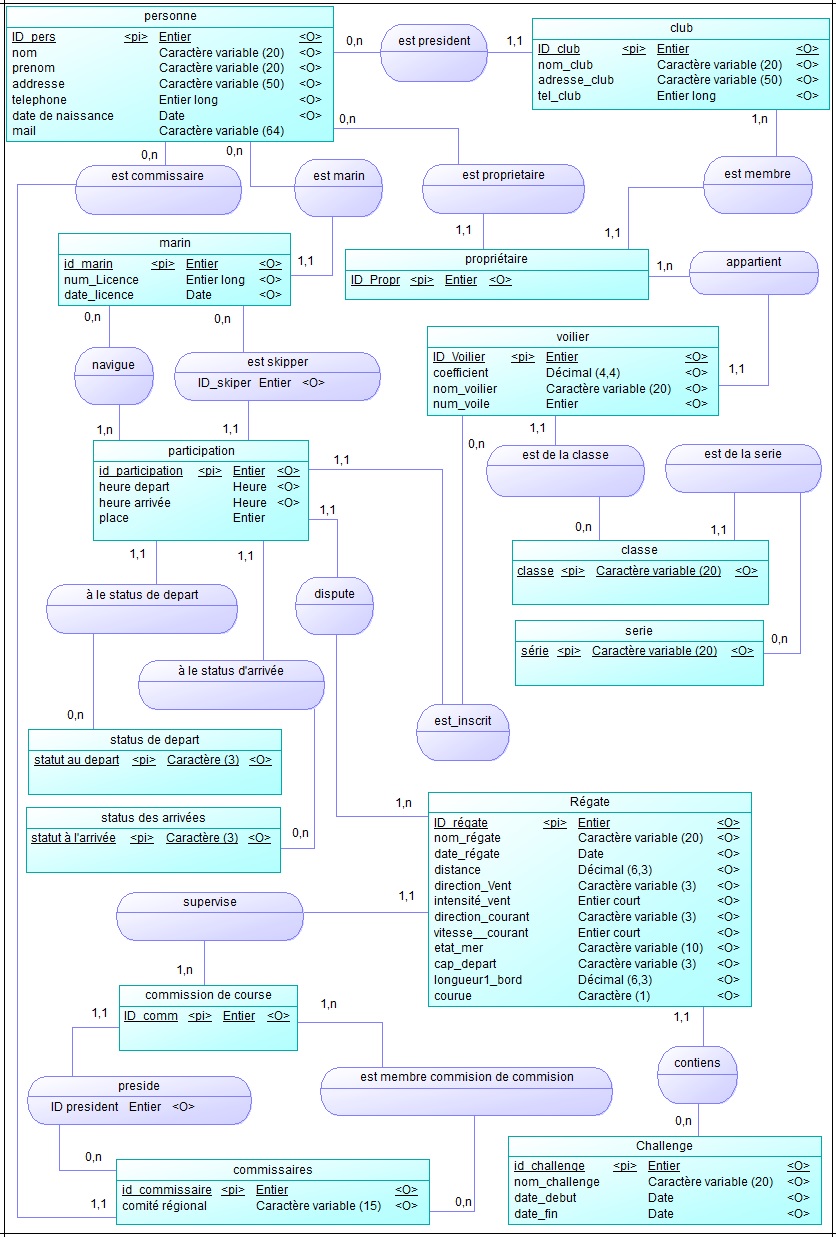 personne
ID_pers <pi> Entier <O>
nom Caractère variable (20) <O>
prenom Caractère variable (20) <O>
addresse Caractère variable (50) <O>
telephone Entier long <O>
date de naissance Date <O>
mail Caractère variable (64)
0,n
est president
1,1
club
ID_club <pi> Entier <O>
nom_club Caractère variable (20) <O>
adresse_club Caractère variable (50) <O>
tel_club Entier long <O>
0,n
0,n
0,n
1,n
est commissaire
est marin
est proprietaire
est membre
1,1
1,1
1,1
marin
id_marin <pi> Entier <O>
num_Licence Entier long <O>
date_licence Date <O>
propriétaire
ID_Propr <pi> Entier <O>
1,n
appartient
1,1
0,n
0,n
navigue
est skipper
ID_skiper Entier <O>
1,n
1,1
voilier
ID_Voilier <pi> Entier <O>
coefficient Décimal (4,4) <O>
nom_voilier Caractère variable (20) <O>
num_voile Entier <O>
0,n
1,1
est de la classe
est de la serie
0,n
1,1
participation
id_participation <pi> Entier <O>
heure depart Heure <O>
heure arrivée Heure <O>
place Entier
1,1
1,1
1,1
1,1
classe
classe <pi> Caractère variable (20) <O>
serie
série <pi> Caractère variable (20) <O>
0,n
à le status de depart
dispute
à le status d'arrivée
est_inscrit
0,n
status de depart
statut au depart <pi> Caractère (3) <O>
status des arrivées
statut à l'arrivée <pi> Caractère (3) <O>
0,n
1,n
Régate
ID_régate <pi> Entier <O>
nom_régate Caractère variable (20) <O>
date_régate Date <O>
distance Décimal (6,3) <O>
direction_Vent Caractère variable (3) <O>
intensité_vent Entier court <O>
direction_courant Caractère variable (3) <O>
vitesse__courant Entier court <O>
etat_mer Caractère variable (10) <O>
cap_depart Caractère variable (3) <O>
longueur1_bord Décimal (6,3) <O>
courue Caractère (1) <O>
supervise
1,1
1,n
commission de course
ID_comm <pi> Entier <O>
1,1
1,n
1,1
contiens
0,n
preside
ID president Entier <O>
est membre commision de commision
0,n
commissaires
id_commissaire <pi> Entier <O>
comité régional Caractère variable (15) <O>
1,1
0,n
Challenge
id_challenge <pi> Entier <O>
nom_challenge Caractère variable (20) <O>
date_debut Date <O>
date_fin Date <O>